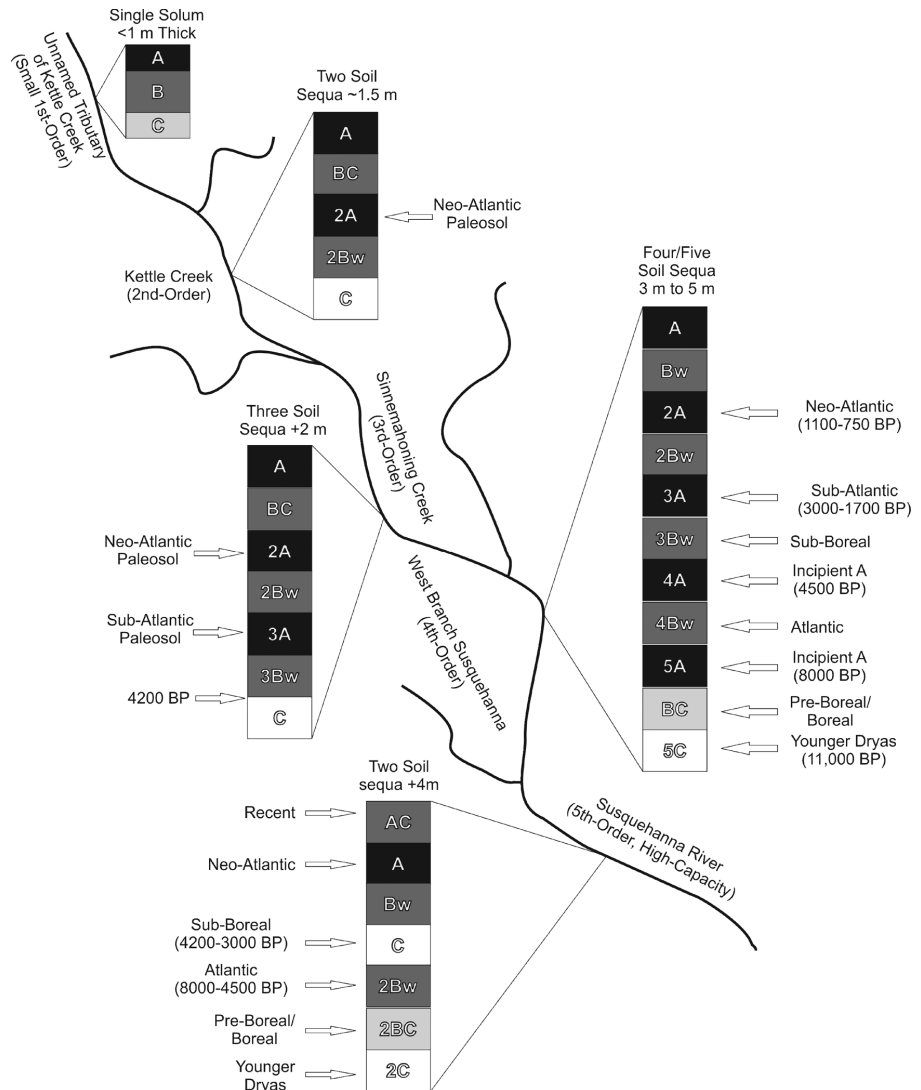 Single Solum
<1 m Thick
A
B
C
Unnamed Tributary
of Kettle Creek
(Small 1st-Order)
Two Soil
Sequa ~1.5 m
A
BC
2A
2Bw
C
Neo-Atlantic
Paleosol
Kettle Creek
(2nd-Order)
Four/Five
Soil Sequa
3 m to 5 m
A
Bw
2A
2Bw
3A
3Bw
4A
4Bw
5A
BC
5C
Neo-Atlantic
(1100-750 BP)
Sub-Atlantic
(3000-1700 BP)
Sub-Boreal
Incipient A
(4500 BP)
Atlantic
Incipient A
(8000 BP)
Pre-Boreal/
Boreal
Younger Dryas
(11,000 BP)
Sinnemahoning Creek
(3rd-Order)
Three Soil
Sequa +2 m
A
BC
2A
2Bw
3A
3Bw
C
Neo-Atlantic
Paleosol
Sub-Atlantic
Paleosol
4200 BP
West Branch Susquehanna
(4th-Order)
Two Soil
sequa +4m
AC
A
Bw
C
2Bw
2BC
2C
Recent
Neo-Atlantic
Sub-Boreal
(4200-3000 BP)
Atlantic
(8000-4500 BP)
Pre-Boreal/
Boreal
Younger
Dryas
Susquehanna River
(5th-Order, High-Capacity)